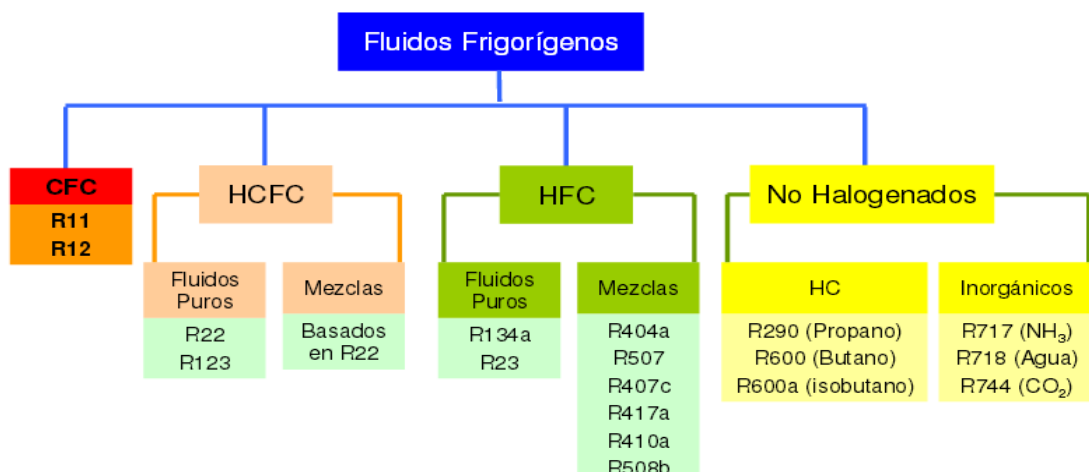 Fluidos Frigorígenos
CFC
R11
R12
HCFC
Fluidos
Puros
R22
R123
Mezclas
Basados
en R22
HFC
Fluidos
Puros
R134a
R23
Mezclas
R404a
R507
R407c
R417a
R410a
R508b
No Halogenados
HC
R290 (Propano)
R600 (Butano)
R600a (isobutano)
Inorgánicos
R717 (NH₃)
R718 (Agua)
R744 (CO₂)